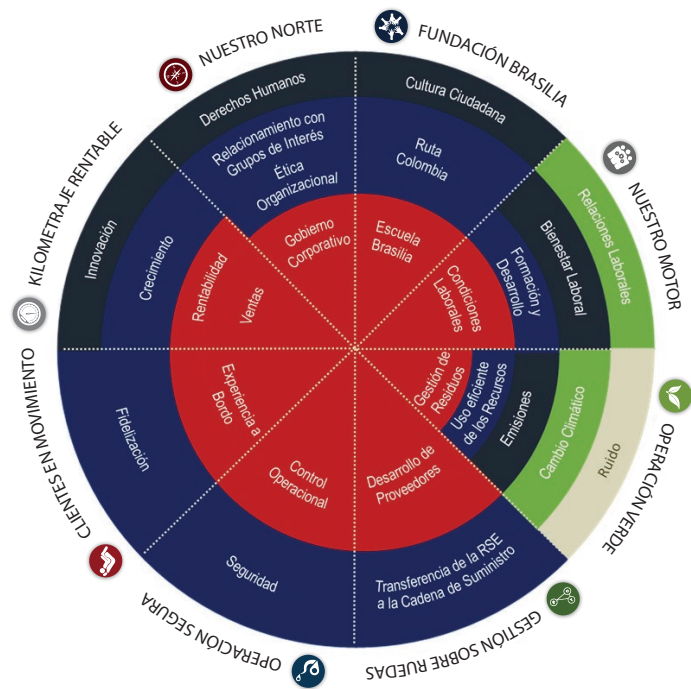 NUESTRO NORTE
FUNDACIÓN BRASILIA
NUESTRO MOTOR
OPERACIÓN VERDE
GESTIÓN SOBRE RUEDAS
OPERACIÓN SEGURA
CLIENTES EN MOVIMIENTO
KILOMETRAJE RENTABLE
Derechos Humanos
Relacionamiento con
Grupos de Interés
Ética
Organizacional
Gobierno
Corporativo
Cultura Ciudadana
Ruta
Colombia
Escuela
Brasilia
Relaciones Laborales
Bienestar Laboral
Formación y
Desarrollo
Condiciones
Laborales
Ruido
Cambio Climático
Emisiones
Uso eficiente
de los Recursos
Gestión de
Residuos
Desarrollo de
Proveedores
Transferencia de la RSE
a la Cadena de Suministro
Control
Operacional
Seguridad
Experiencia a
Bordo
Fidelización
Innovación
Crecimiento
Rentabilidad
Ventas